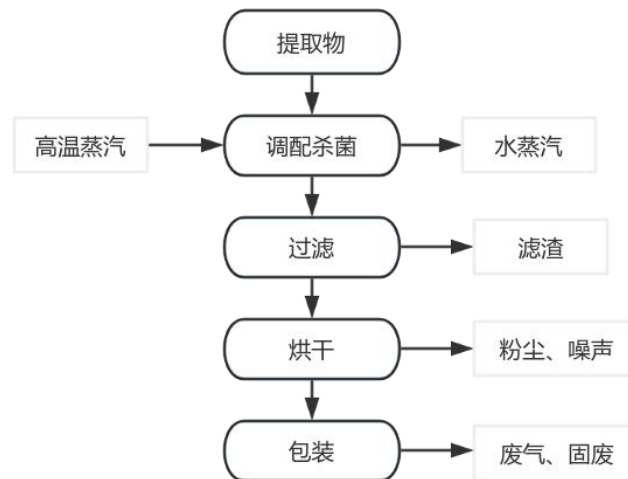 提取物
高温蒸汽
调配杀菌
水蒸汽
过滤
滤渣
烘干
粉尘、噪声
包装
废气、固废